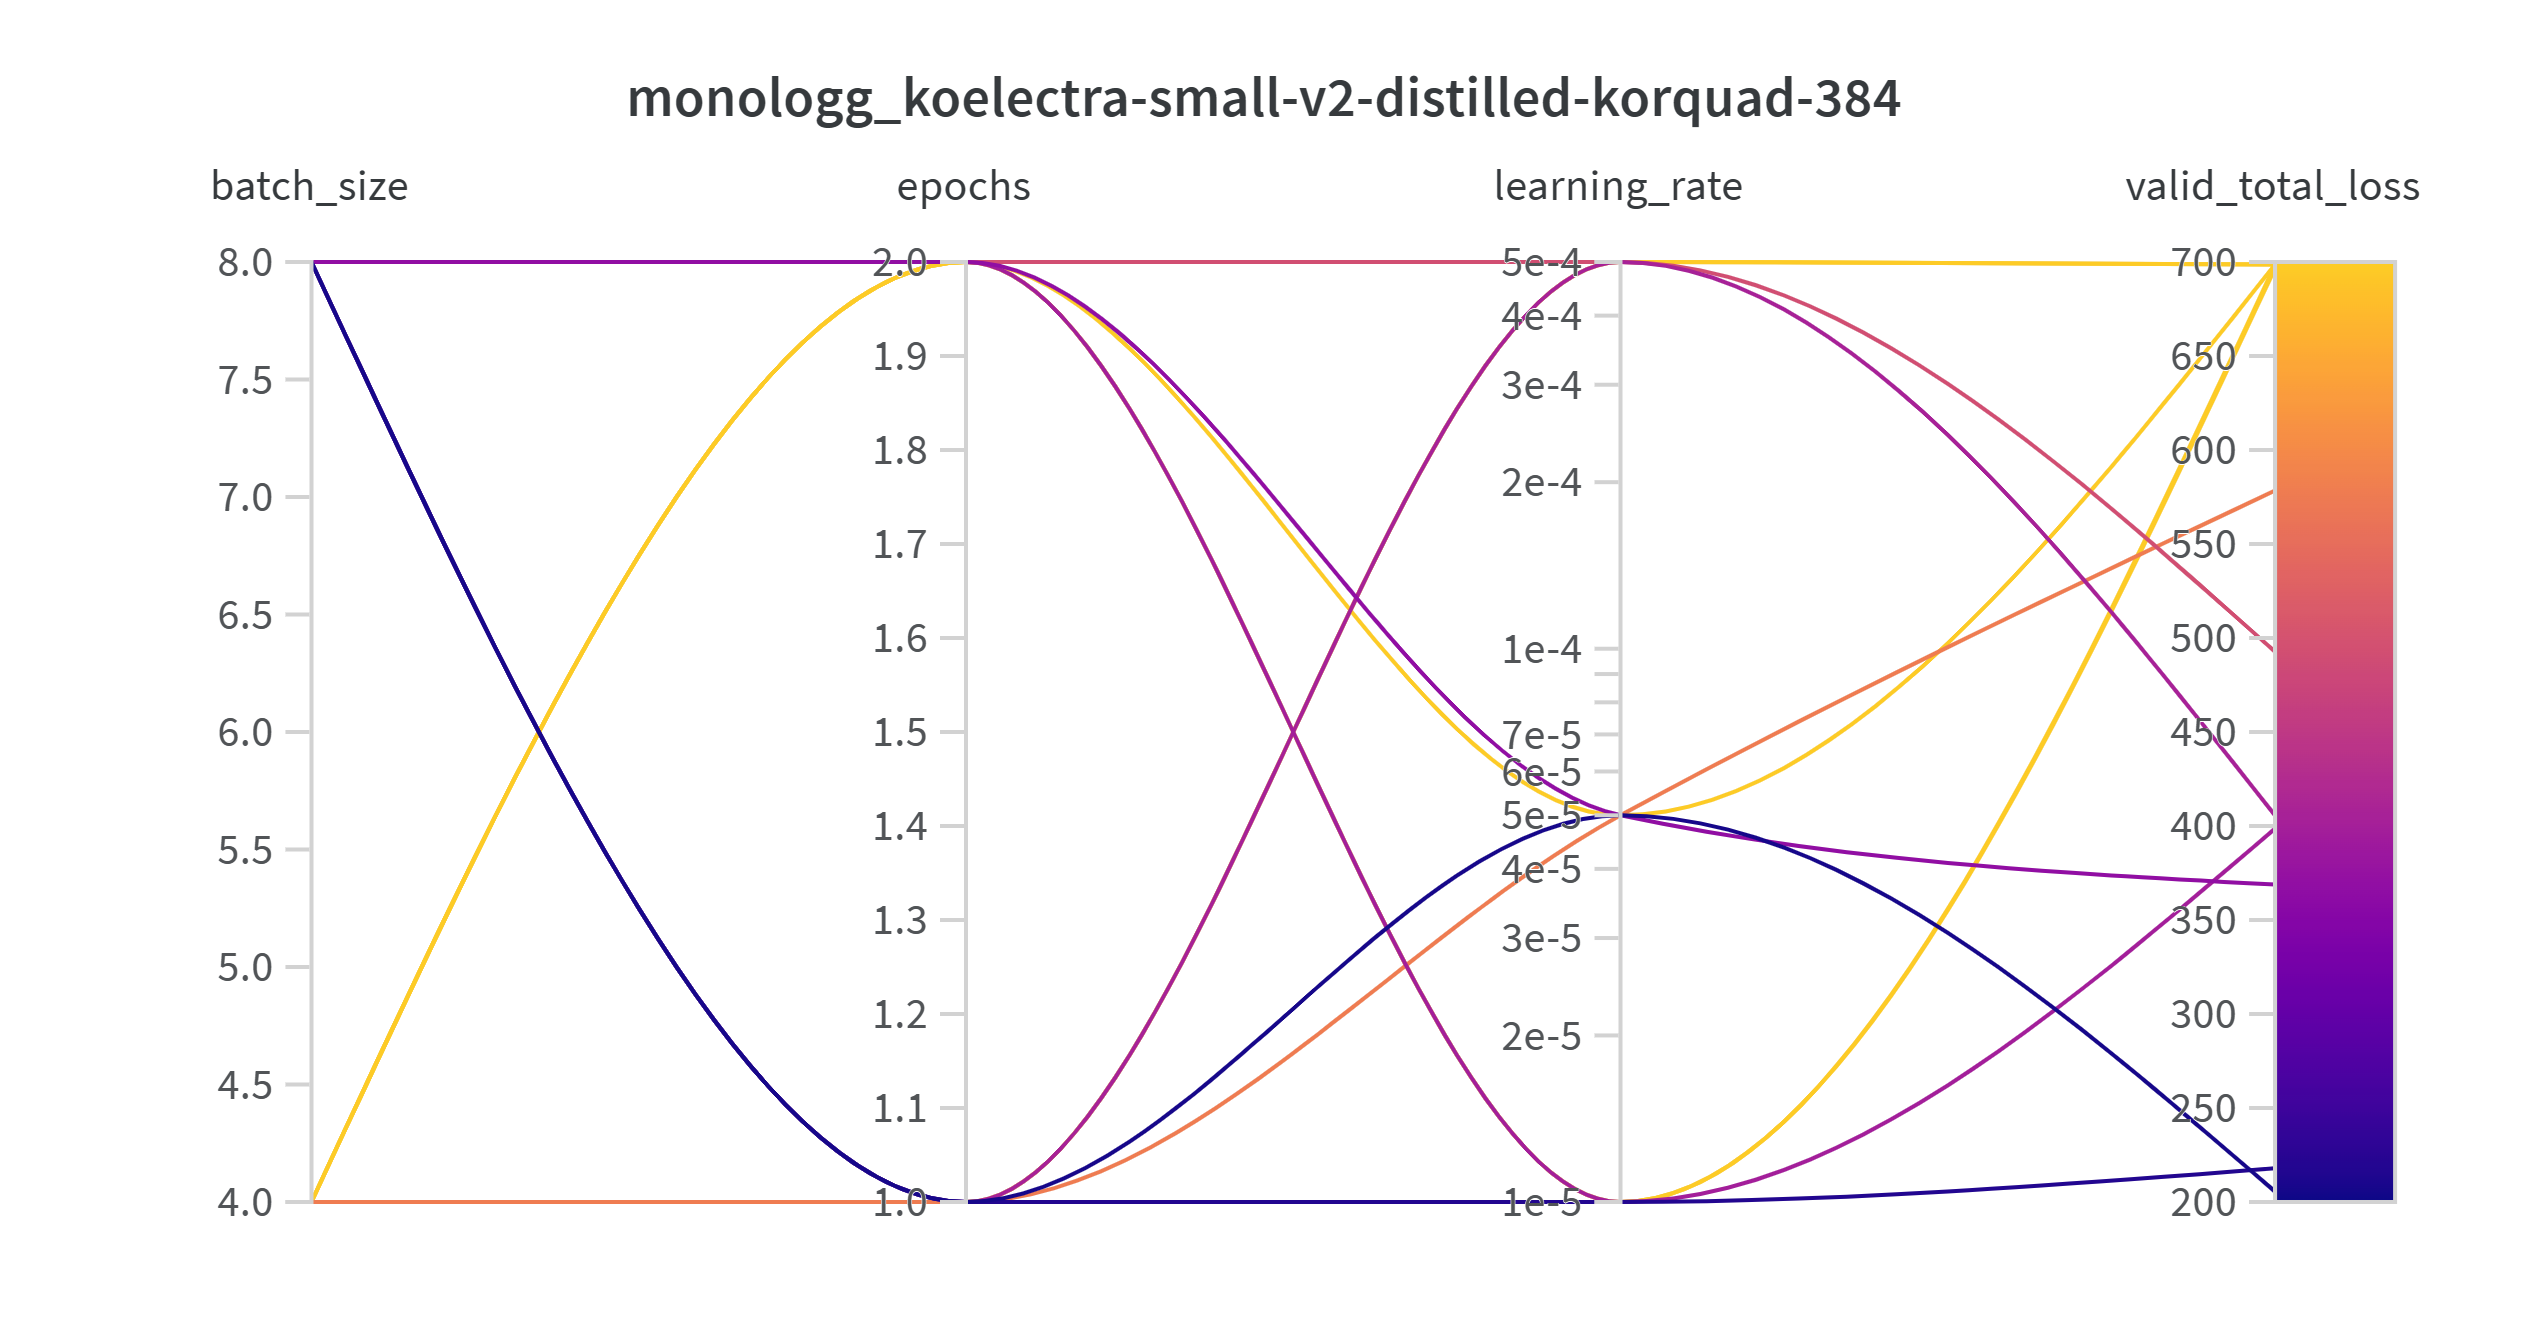 monologg_koelectra-small-v2-distilled-korquad-384
batch_size epochs learning_rate valid_total_loss
8.0
7.5
7.0
6.5
6.0
5.5
5.0
4.5
4.0
2.0
1.9
1.8
1.7
1.6
1.5
1.4
1.3
1.2
1.1
1.0
5e-4
4e-4
3e-4
2e-4
1e-4
7e-5
6e-5
5e-5
4e-5
3e-5
2e-5
1e-5
700
650
600
550
500
450
400
350
300
250
200